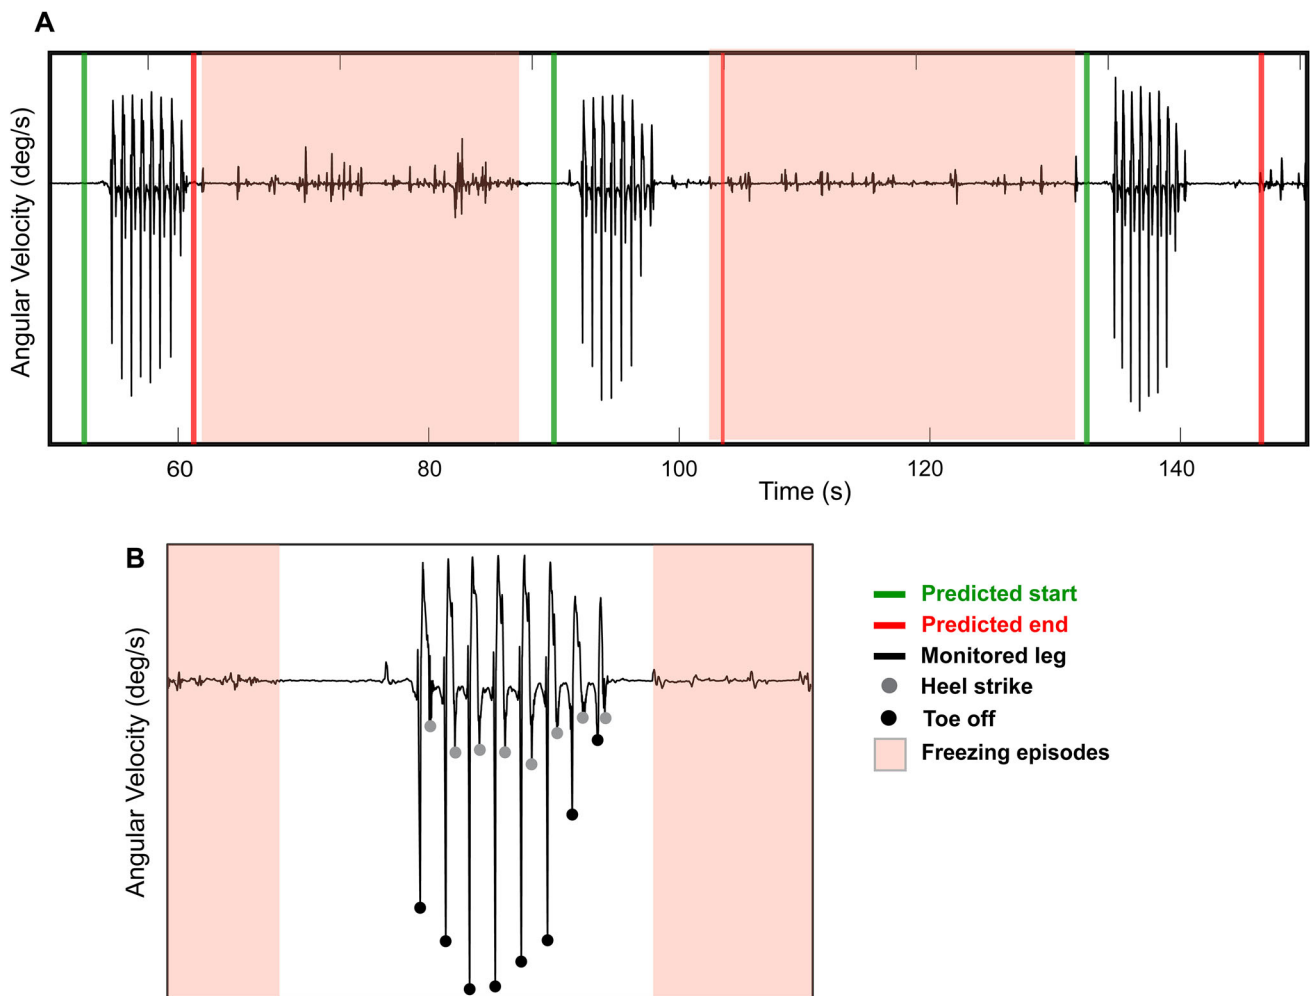 A
Angular Velocity (deg/s)
60 80 100 120 140
Time (s)
B
Angular Velocity (deg/s)
Predicted start
Predicted end
Monitored leg
Heel strike
Toe off
Freezing episodes